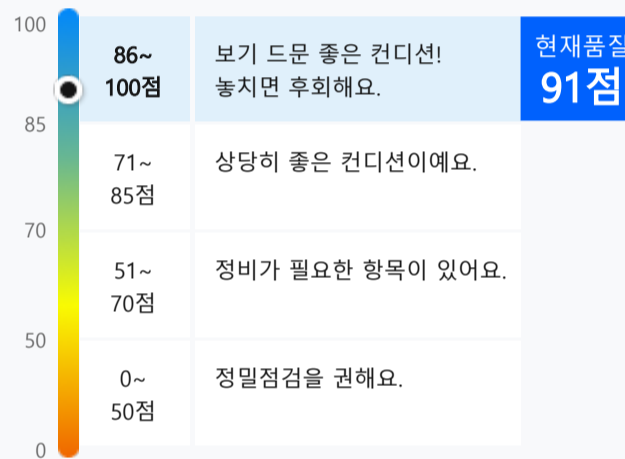 100
86~
100점
보기 드문 좋은 컨디션!
놓치면 후회해요.
현재품질
91점
85
71~
85점
상당히 좋은 컨디션이예요.
70
51~
70점
정비가 필요한 항목이 있어요.
50
0~
50점
정밀점검을 권해요.
0